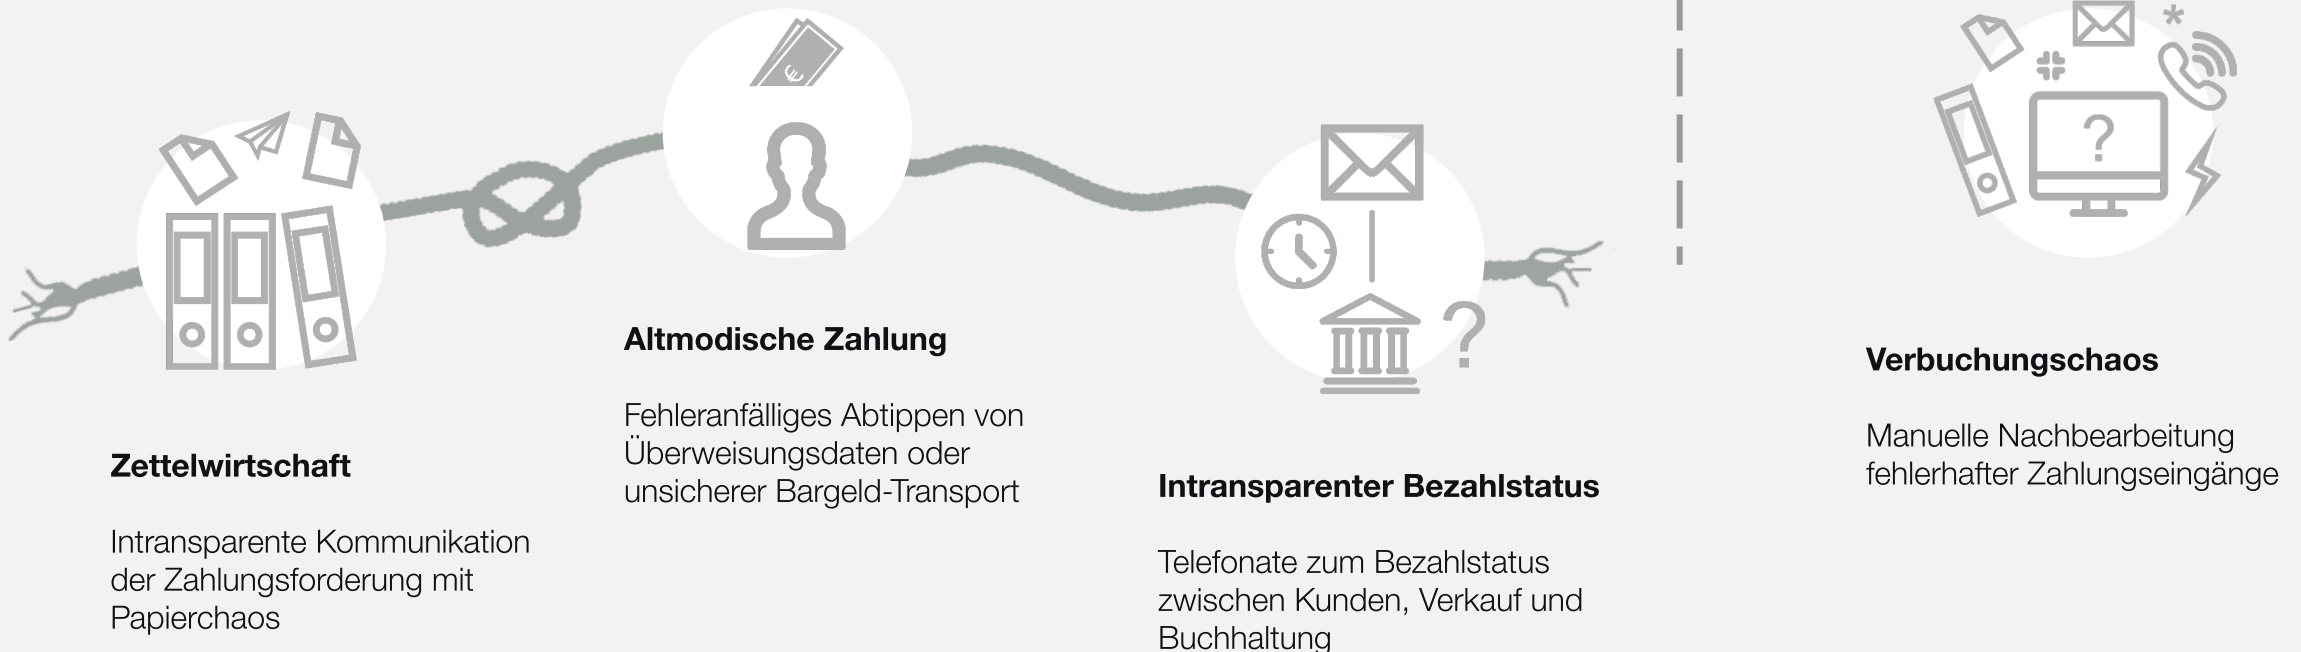 Zettelwirtschaft
Intransparente Kommunikation
der Zahlungsforderung mit
Papierchaos
Altmodische Zahlung
Fehleranfälliges Abtippen von
Überweisungsdaten oder
unsicherer Bargeld-Transport
?
Intransparenter Bezahlstatus
Telefonate zum Bezahlstatus
zwischen Kunden, Verkauf und
Buchhaltung
*
?
Verbuchungschaos
Manuelle Nachbearbeitung
fehlerhafter Zahlungseingänge